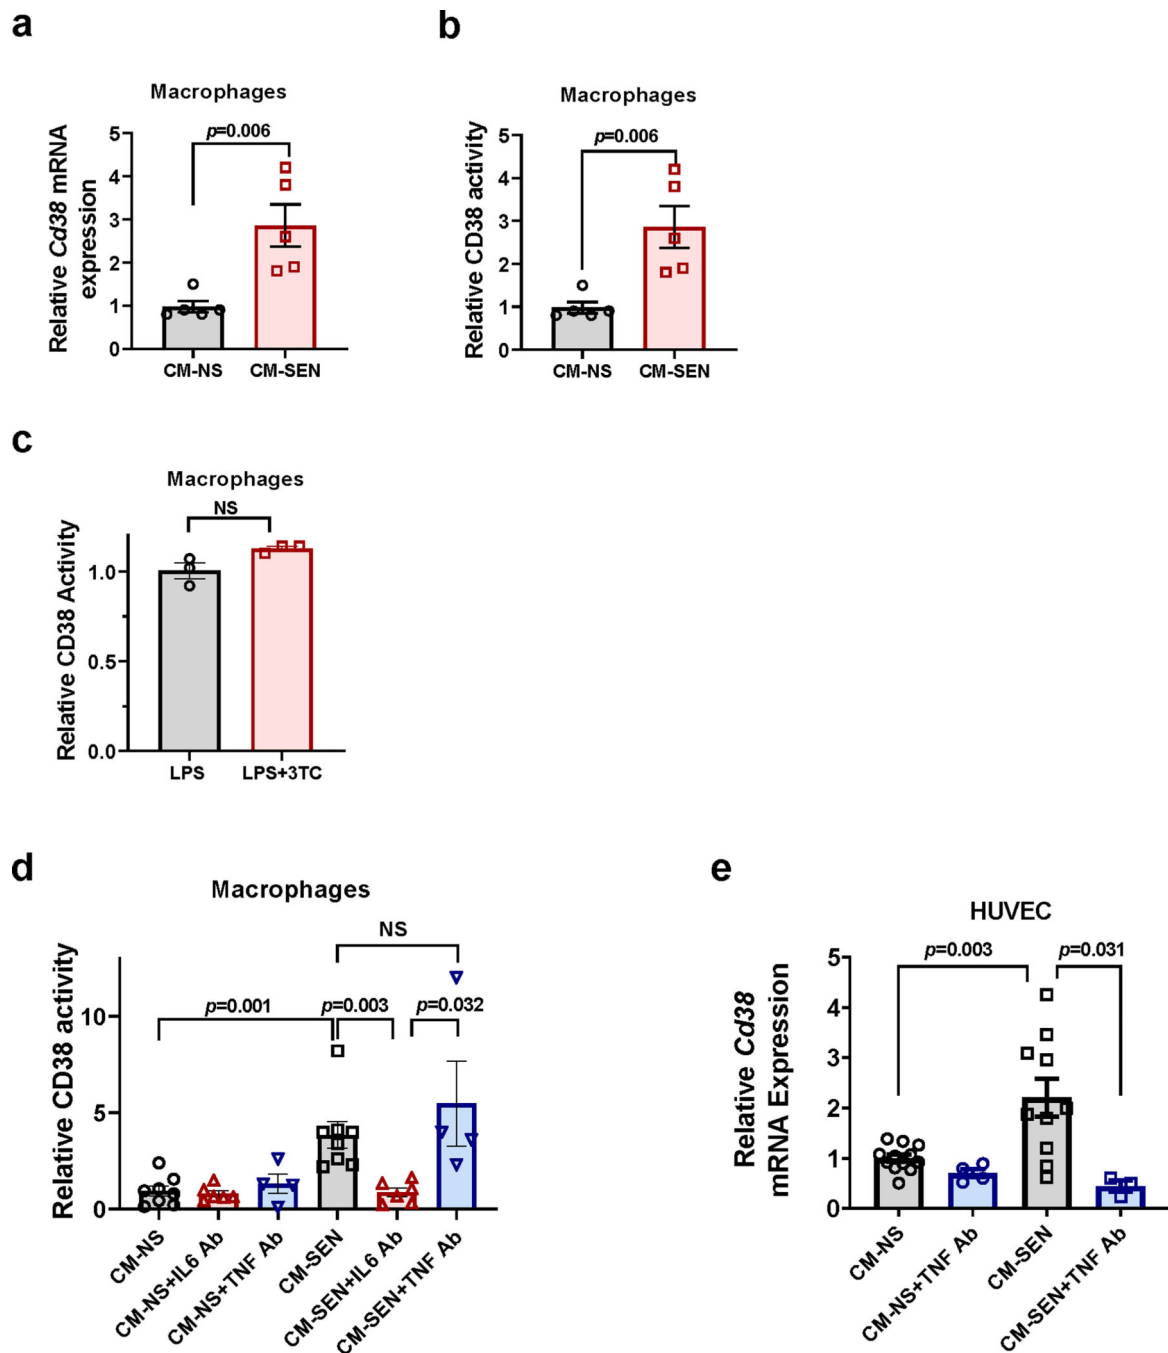 a
Macrophages
Relative Cd38 mRNA
expression
p=0.006
5
4
3
2
1
0
CM-NS
CM-SEN
b
Macrophages
Relative CD38 activity
p=0.006
5
4
3
2
1
0
CM-NS
CM-SEN
c
Macrophages
NS
Relative CD38 Activity
1.0
0.5
0.0
LPS
LPS+3TC
d
Macrophages
NS
p=0.001
p=0.003
p=0.032
Relative CD38 activity
10
5
0
CM-NS
CM-NS+IL6 Ab
CM-NS+TNF Ab
CM-SEN
CM-SEN+IL6 Ab
CM-SEN+TNF Ab
e
HUVEC
p=0.003
p=0.031
Relative Cd38
mRNA Expression
5
4
3
2
1
0
CM-NS
CM-NS+TNF Ab
CM-SEN
CM-SEN+TNF Ab